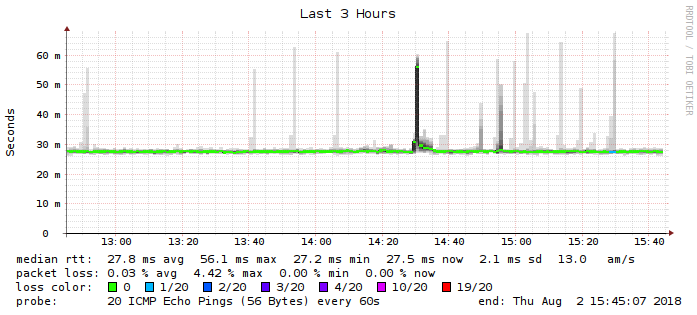 Last 3 Hours
RRDTOOL / TOBI OETIKER
Seconds
60 m
50 m
40 m
30 m
20 m
10 m
0
13:00 13:20 13:40 14:00 14:20 14:40 15:00 15:20 15:40
median rtt: 27.8 ms avg 56.1 ms max 27.2 ms min 27.5 ms now 2.1 ms sd 13.0 am/s
packet loss: 0.03 % avg 4.42 % max 0.00 % min 0.00 % now
loss color: 0 1/20 2/20 3/20 4/20 10/20 19/20
probe: 20 ICMP Echo Pings (56 Bytes) every 60s end: Thu Aug 2 15:45:07 2018